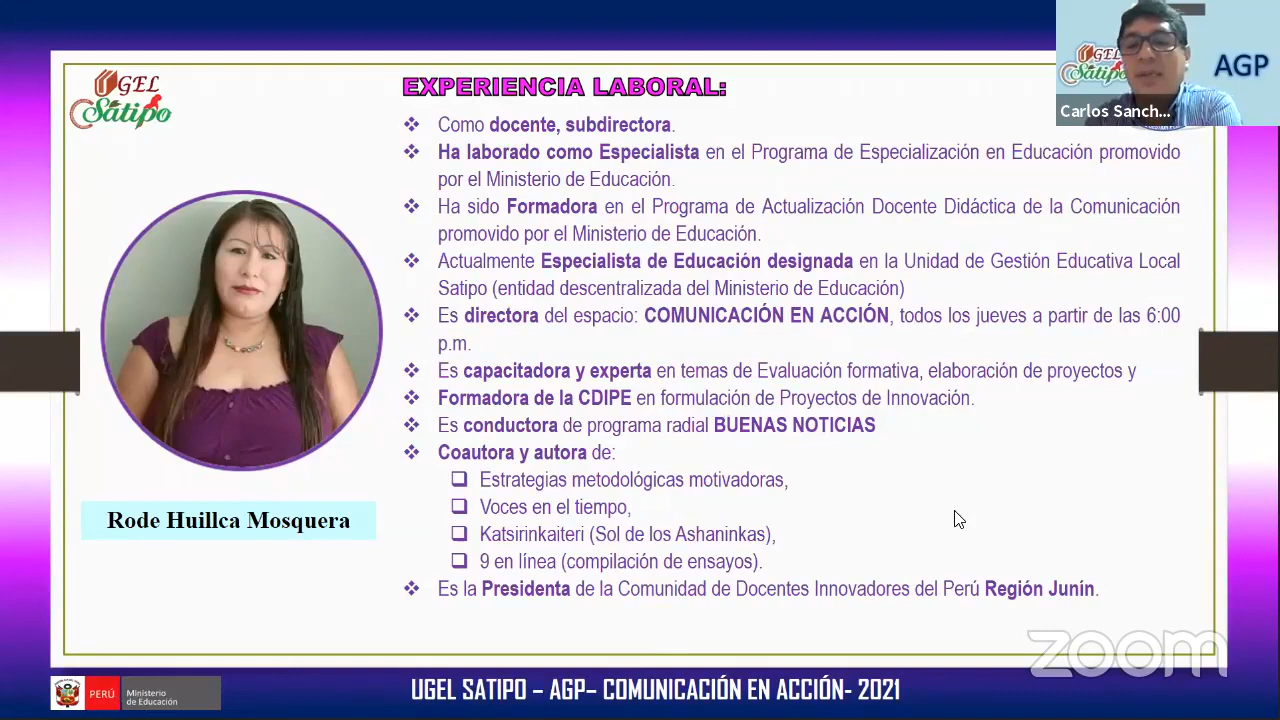 UGEL
Satipo
EXPERIENCIA LABORAL:
❖ Como docente, subdirectora.
❖ Ha laborado como Especialista en el Programa de Especialización en Educación promovido
por el Ministerio de Educación.
❖ Ha sido Formadora en el Programa de Actualización Docente Didáctica de la Comunicación
promovido por el Ministerio de Educación.
❖ Actualmente Especialista de Educación designada en la Unidad de Gestión Educativa Local
Satipo (entidad descentralizada del Ministerio de Educación)
❖ Es directora del espacio: COMUNICACIÓN EN ACCIÓN, todos los jueves a partir de las 6:00
p.m.
❖ Es capacitadora y experta en temas de Evaluación formativa, elaboración de proyectos y
❖ Formadora de la CDIPE en formulación de Proyectos de Innovación.
❖ Es conductora de programa radial BUENAS NOTICIAS
❖ Coautora y autora de:
❑ Estrategias metodológicas motivadoras,
❑ Voces en el tiempo,
❑ Katsirinkaiteri (Sol de los Ashaninkas),
❑ 9 en línea (compilación de ensayos).
❖ Es la Presidenta de la Comunidad de Docentes Innovadores del Perú Región Junín.
Rode Huillca Mosquera
UGEL
Satipo
AGP
Carlos Sanch...
zoom
PERÚ
Ministerio
de Educación
UGEL SATIPO – AGP– COMUNICACIÓN EN ACCIÓN- 2021